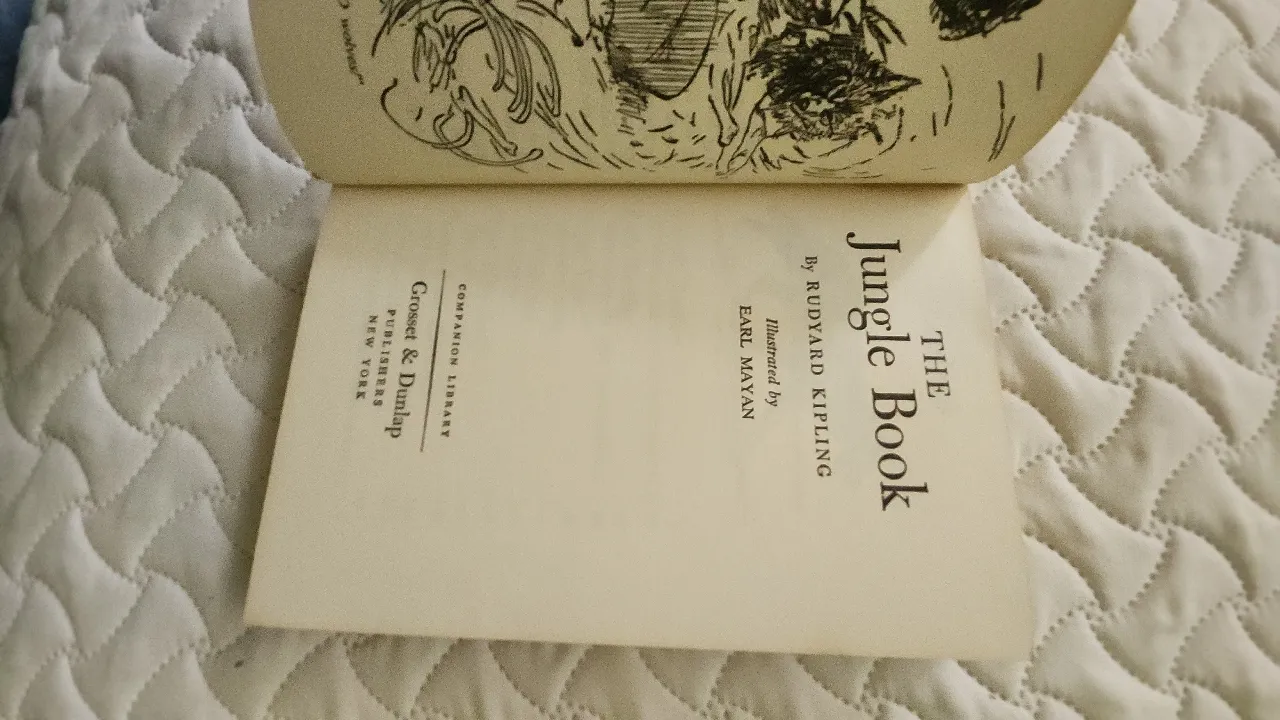 THE
Jungle Book
By RUDYARD KIPLING
Illustrated by
EARL MAYAN
COMPANION LIBRARY
Grosset & Dunlap
PUBLISHERS
NEW YORK